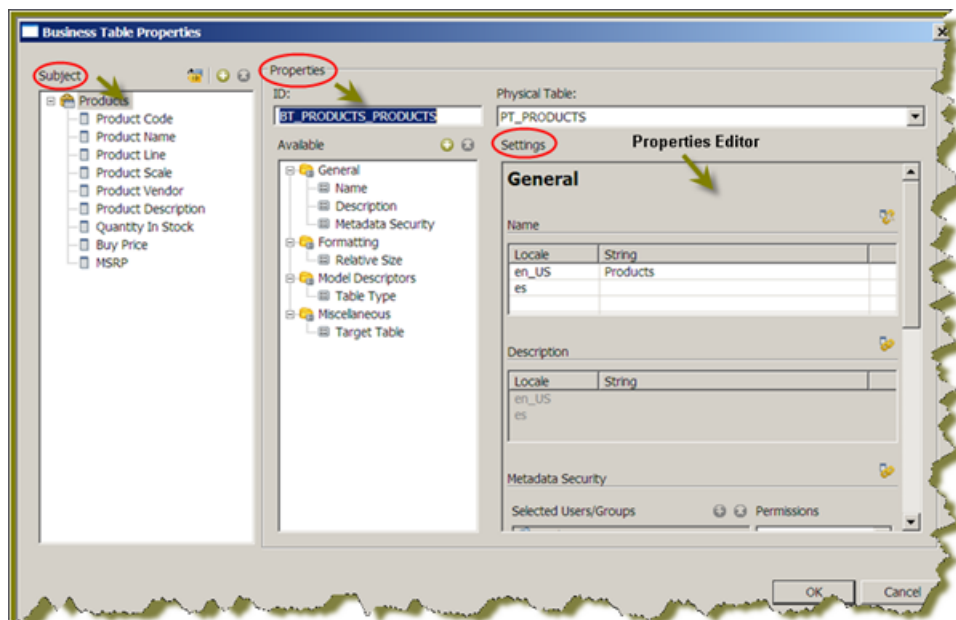 Business Table Properties
Subject
Products
Product Code
Product Name
Product Line
Product Scale
Product Vendor
Product Description
Quantity In Stock
Buy Price
MSRP
Properties
ID:
BT_PRODUCTS_PRODUCTS
Physical Table:
PT_PRODUCTS
Available
General
Name
Description
Metadata Security
Formatting
Relative Size
Model Descriptors
Table Type
Miscellaneous
Target Table
Settings
Properties Editor
General
Name
Locale String
en_US Products
es
Description
Locale String
en_US
es
Metadata Security
Selected Users/Groups Permissions
OK Cancel